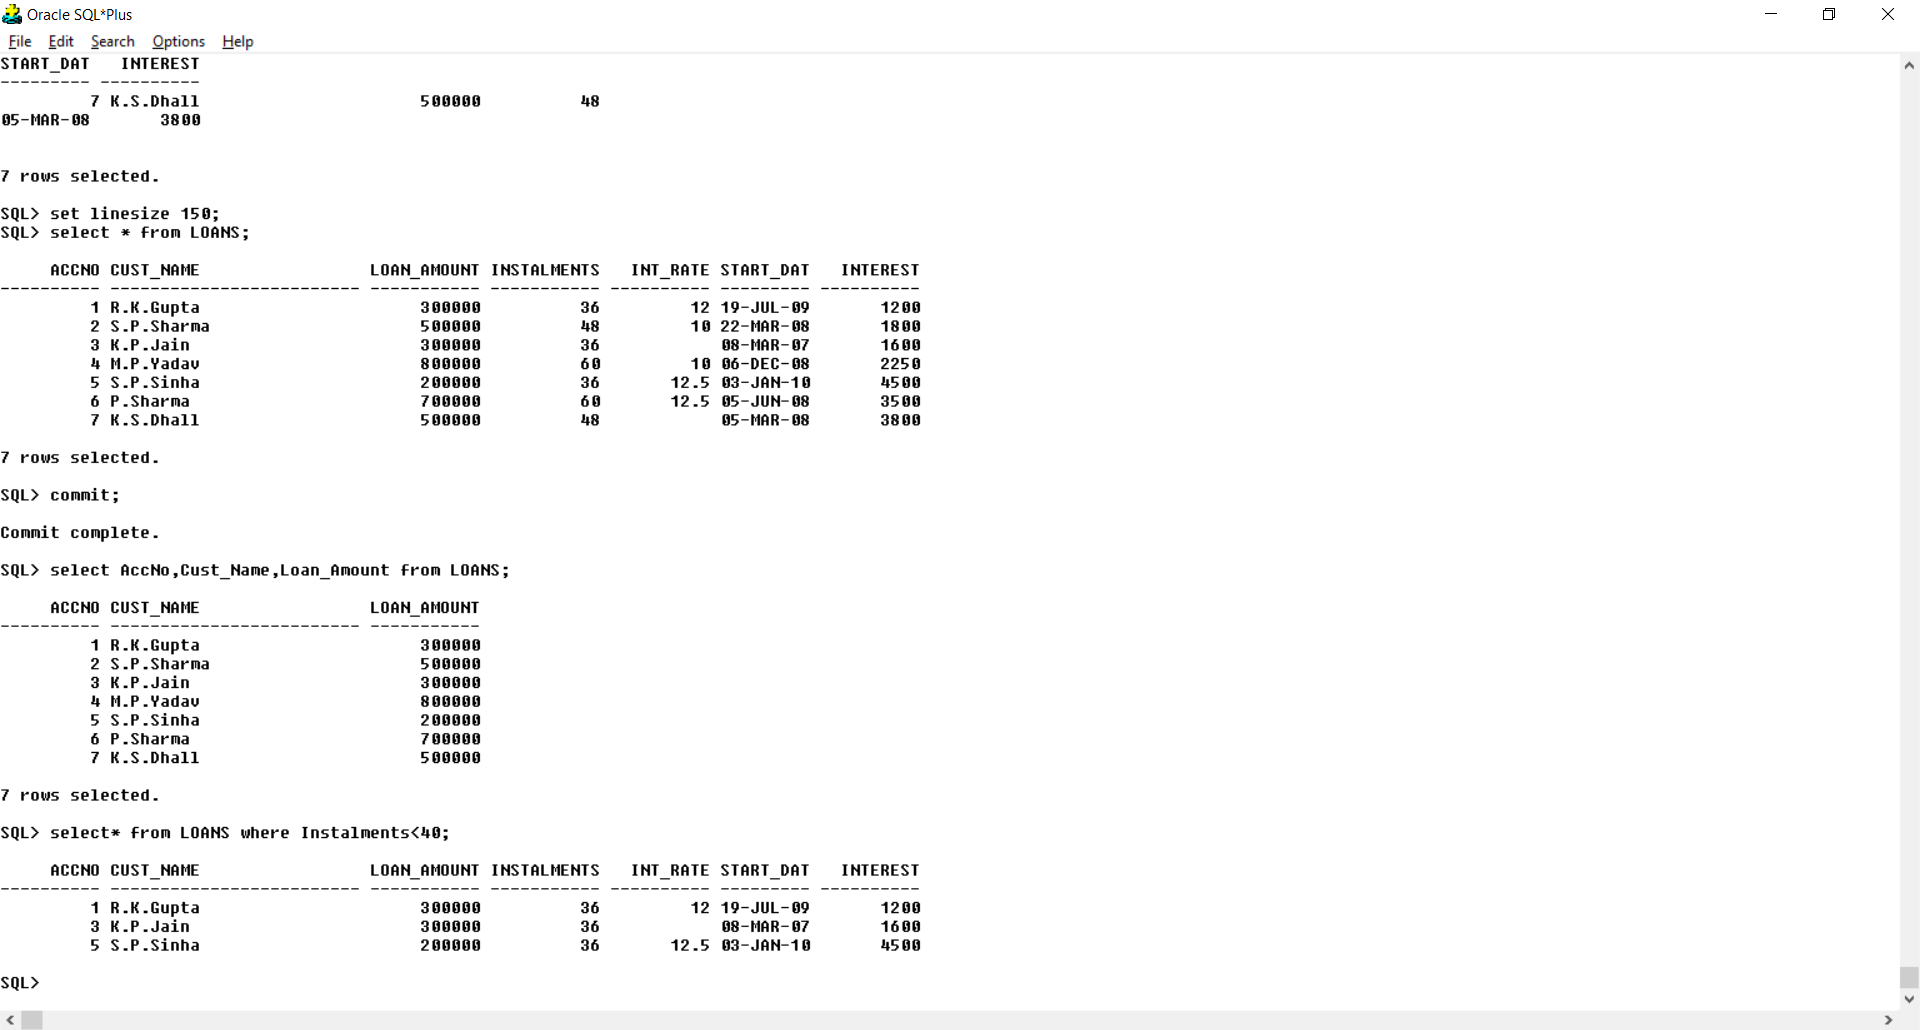 Oracle SQL*Plus
File Edit Search Options Help
START_DAT   INTEREST
--------- ----------
         7 K.S.Dhall                      500000          48
05-MAR-08       3800
7 rows selected.
SQL> set linesize 150;
SQL> select * from LOANS;
     ACCNO CUST_NAME                 LOAN_AMOUNT INSTALMENTS   INT_RATE START_DAT   INTEREST
---------- ------------------------- ----------- ----------- ---------- --------- ----------
         1 R.K.Gupta                      300000          36         12 19-JUL-09       1200
         2 S.P.Sharma                     500000          48         10 22-MAR-08       1800
         3 K.P.Jain                       300000          36            08-MAR-07       1600
         4 M.P.Yadav                      800000          60         10 06-DEC-08       2250
         5 S.P.Sinha                      200000          36       12.5 03-JAN-10       4500
         6 P.Sharma                       700000          60       12.5 05-JUN-08       3500
         7 K.S.Dhall                      500000          48            05-MAR-08       3800
7 rows selected.
SQL> commit;
Commit complete.
SQL> select AccNo,Cust_Name,Loan_Amount from LOANS;
     ACCNO CUST_NAME                 LOAN_AMOUNT
---------- ------------------------- -----------
         1 R.K.Gupta                      300000
         2 S.P.Sharma                     500000
         3 K.P.Jain                       300000
         4 M.P.Yadav                      800000
         5 S.P.Sinha                      200000
         6 P.Sharma                       700000
         7 K.S.Dhall                      500000
7 rows selected.
SQL> select* from LOANS where Instalments<40;
     ACCNO CUST_NAME                 LOAN_AMOUNT INSTALMENTS   INT_RATE START_DAT   INTEREST
---------- ------------------------- ----------- ----------- ---------- --------- ----------
         1 R.K.Gupta                      300000          36         12 19-JUL-09       1200
         3 K.P.Jain                       300000          36            08-MAR-07       1600
         5 S.P.Sinha                      200000          36       12.5 03-JAN-10       4500
SQL>